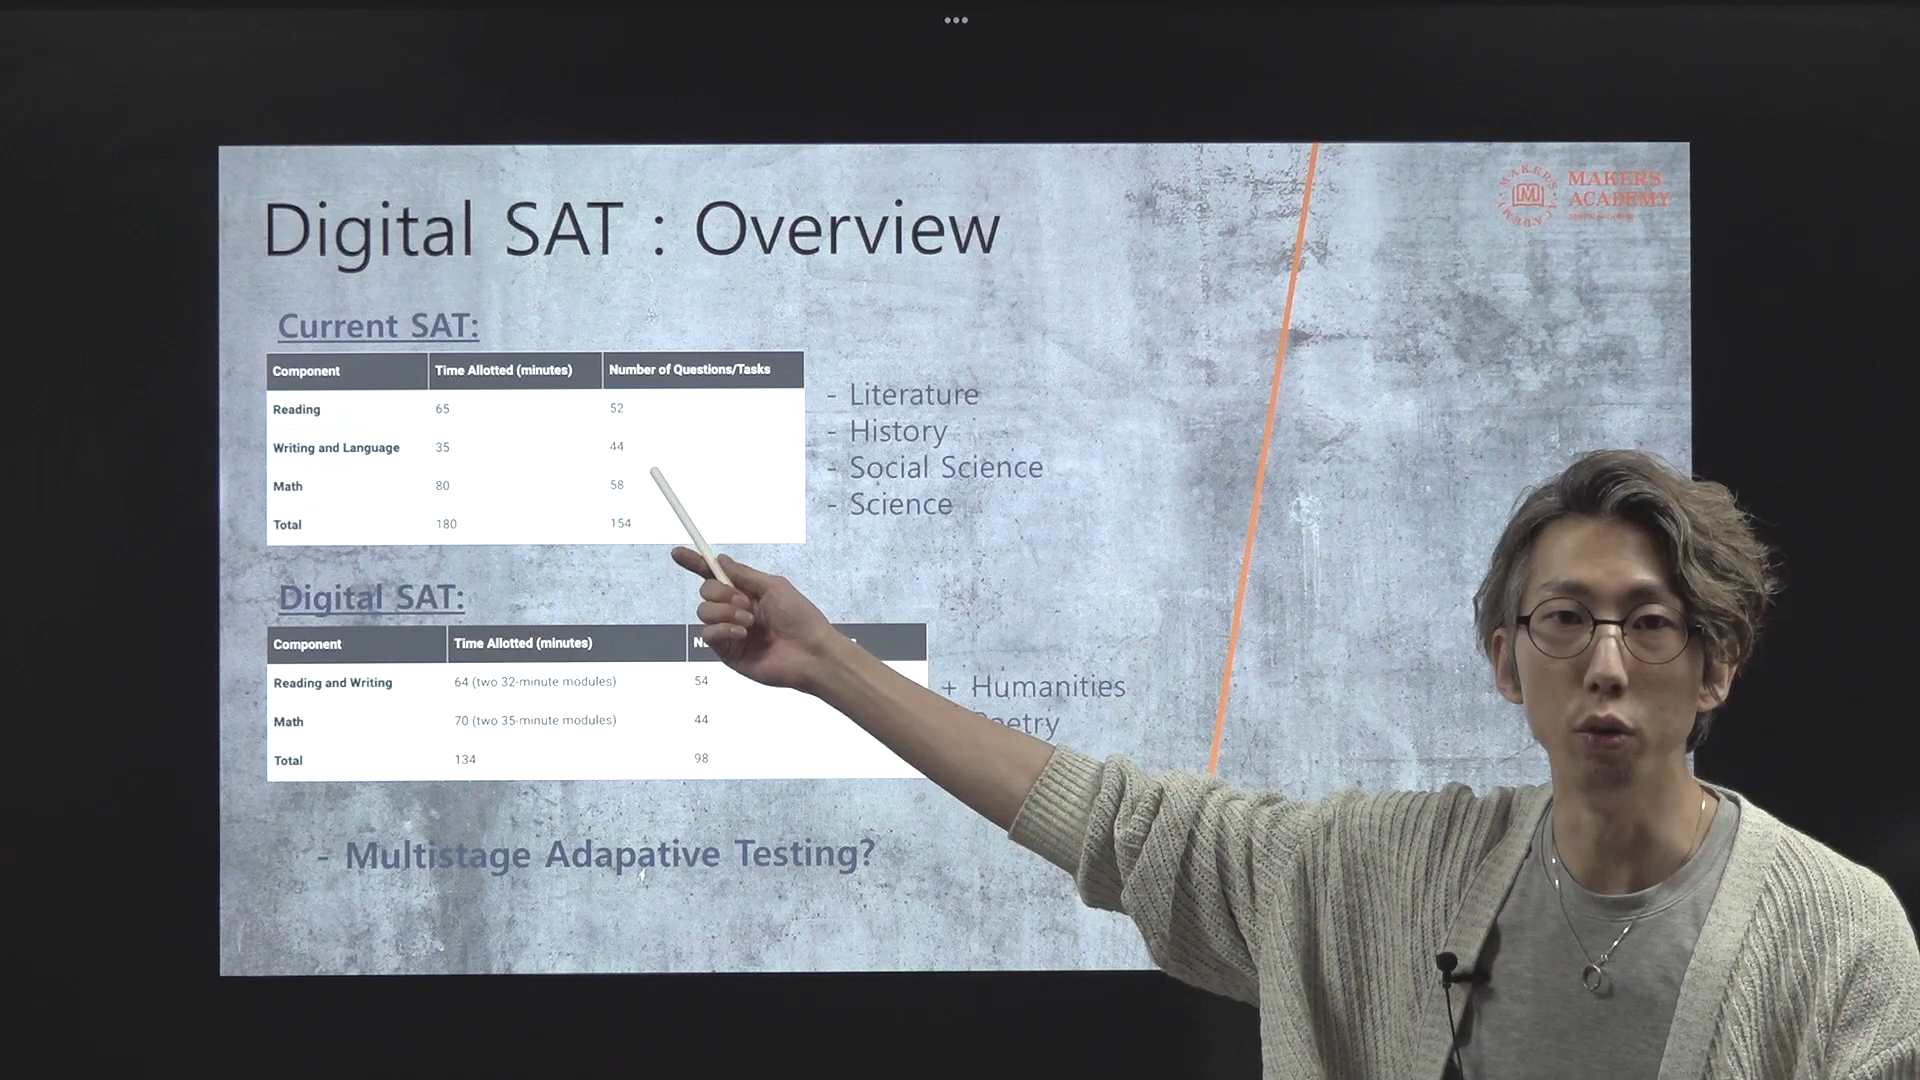 Digital SAT : Overview
MAKERS
ACADEMY
M
MAKERS ACADEMY
Current SAT:
Component Time Allotted (minutes) Number of Questions/Tasks
Reading 65 52
Writing and Language 35 44
Math 80 58
Total 180 154
- Literature
- History
- Social Science
- Science
Digital SAT:
Component Time Allotted (minutes)
Reading and Writing 64 (two 32-minute modules) 54
Math 70 (two 35-minute modules) 44
Total 134 98
+ Humanities
- Multistage Adapative Testing?